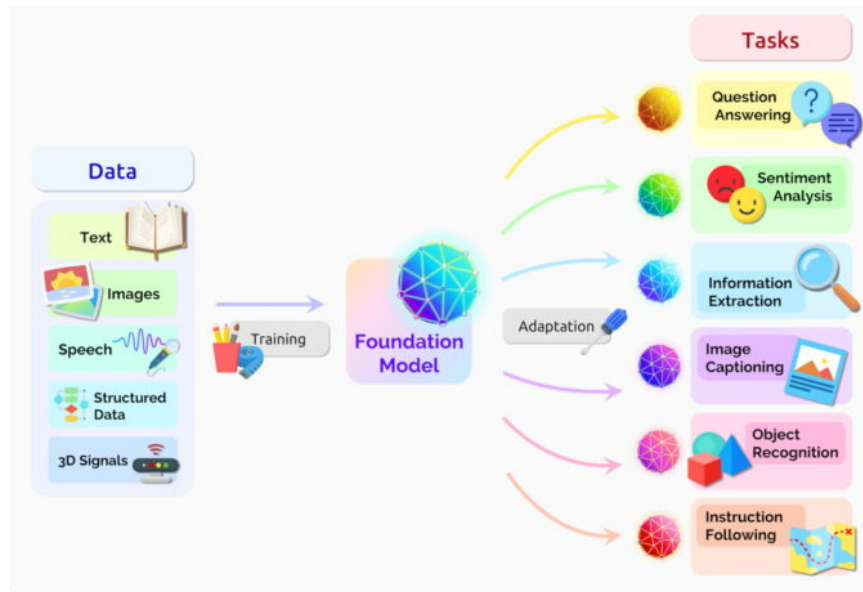 Data
Text
Images
Speech
Structured
Data
3D Signals
Training
Foundation
Model
Adaptation
Tasks
Question
Answering
?
Sentiment
Analysis
Information
Extraction
Image
Captioning
Object
Recognition
Instruction
Following